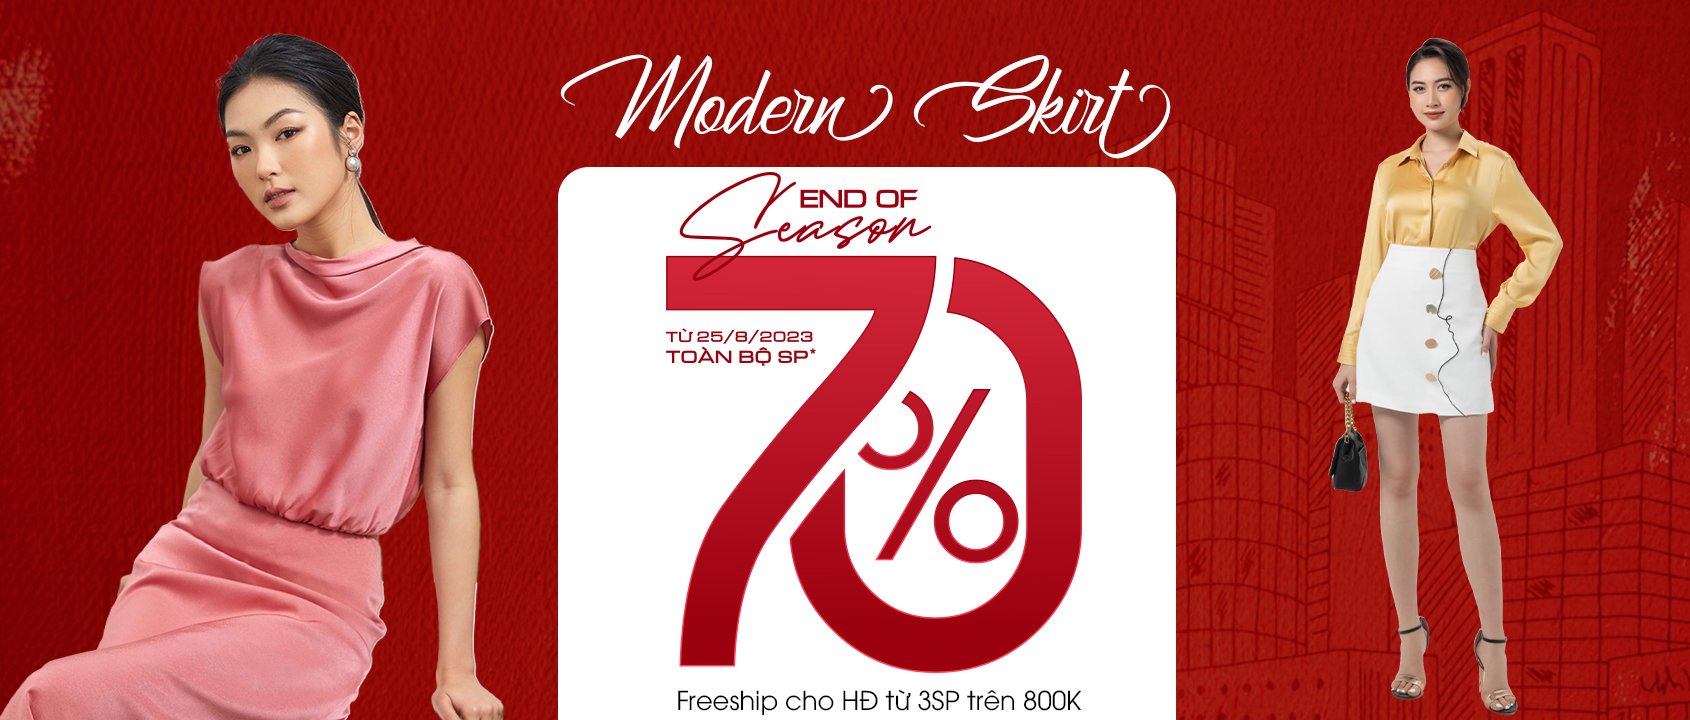 Modern Skirt
END OF
Season
70%
TỪ 25/8/2023
TOÀN BỘ SP*
Freeship cho HĐ từ 3SP trên 800K